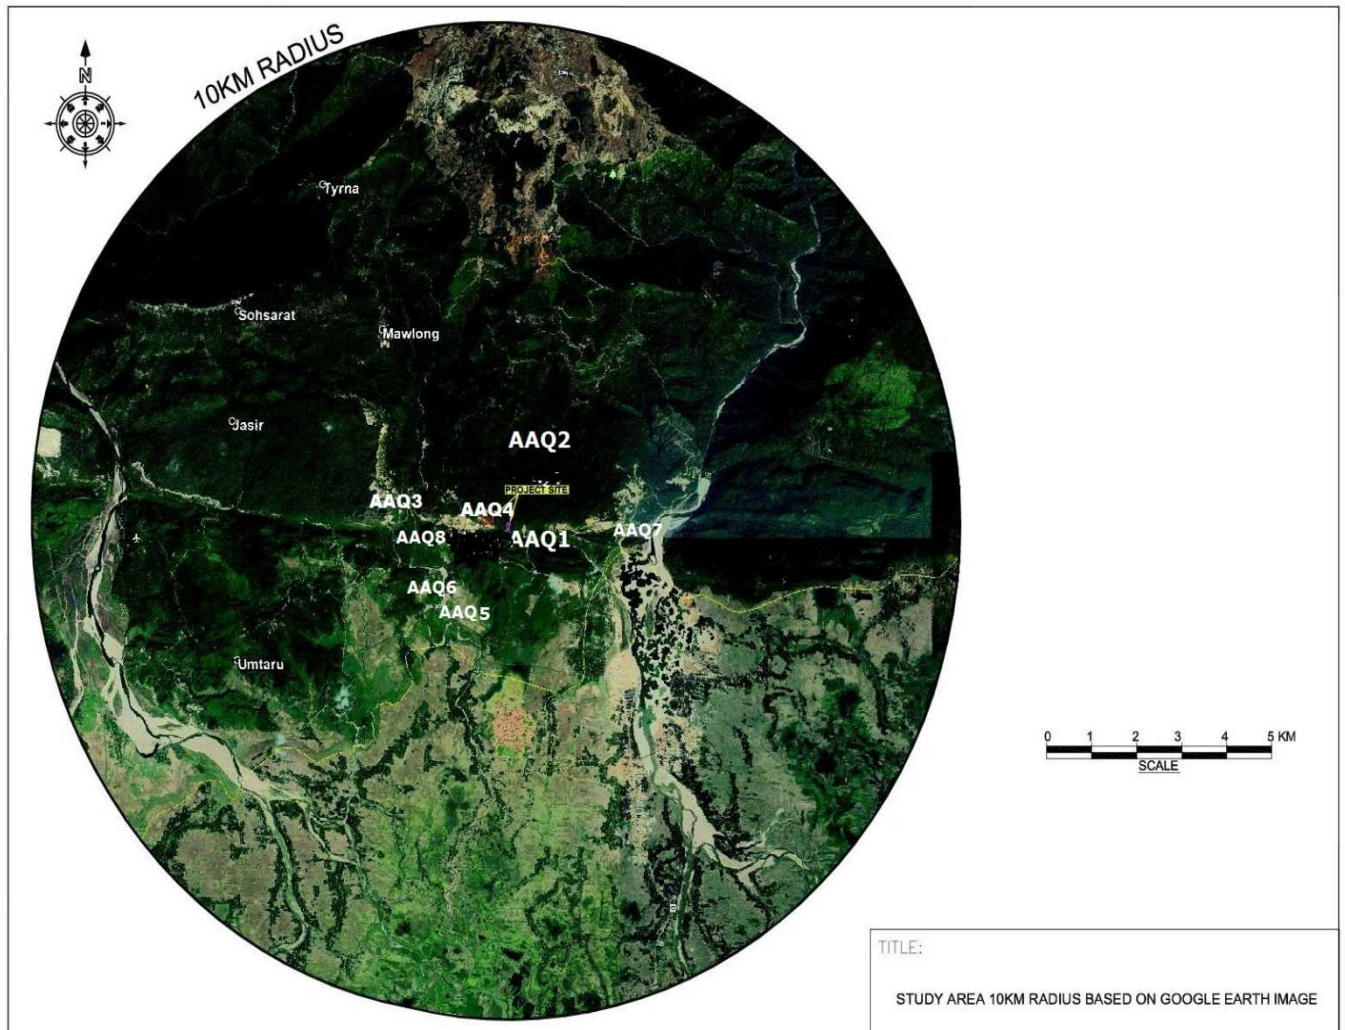 10KM RADIUS
N
Tyrna
Sohsarat
Mawlong
Jasir
AAQ2
PROJECT SITE
AAQ3
AAQ4
AAQ7
AAQ8
AAQ1
AAQ6
AAQ5
Umtaru
0 1 2 3 4 5 KM
SCALE
TITLE:
STUDY AREA 10KM RADIUS BASED ON GOOGLE EARTH IMAGE